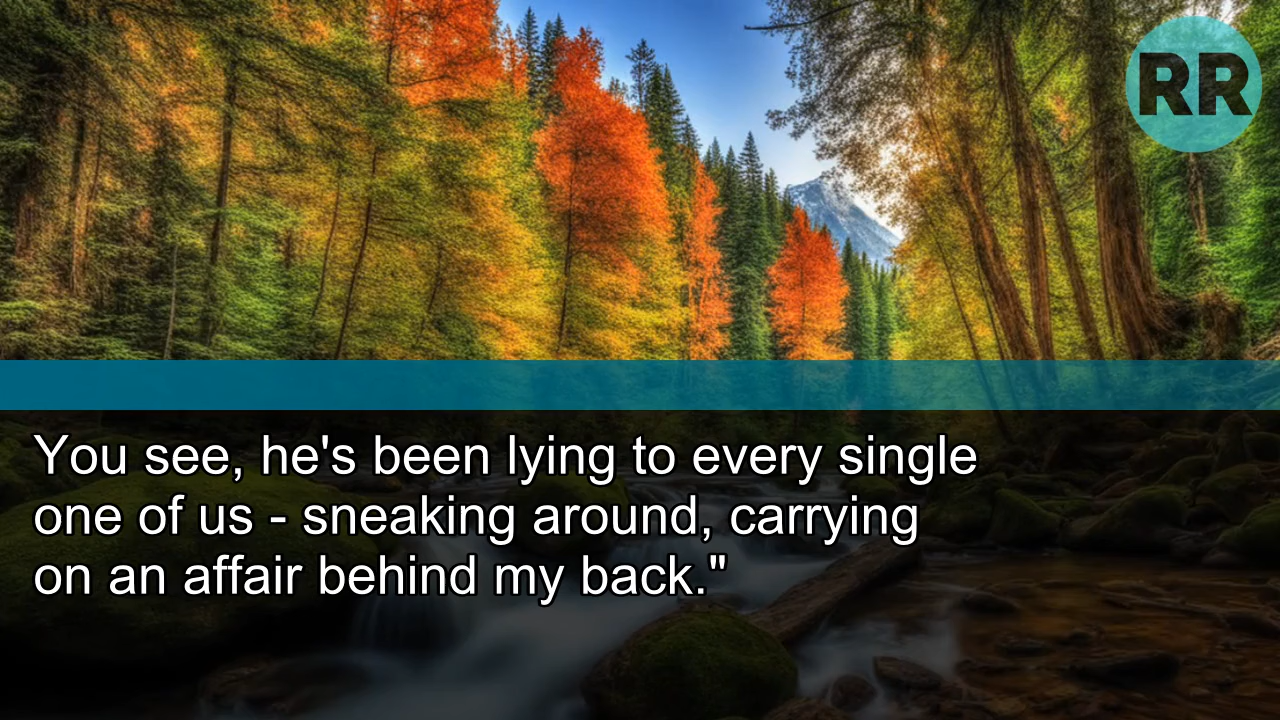 RR
You see, he's been lying to every single
one of us - sneaking around, carrying
on an affair behind my back."